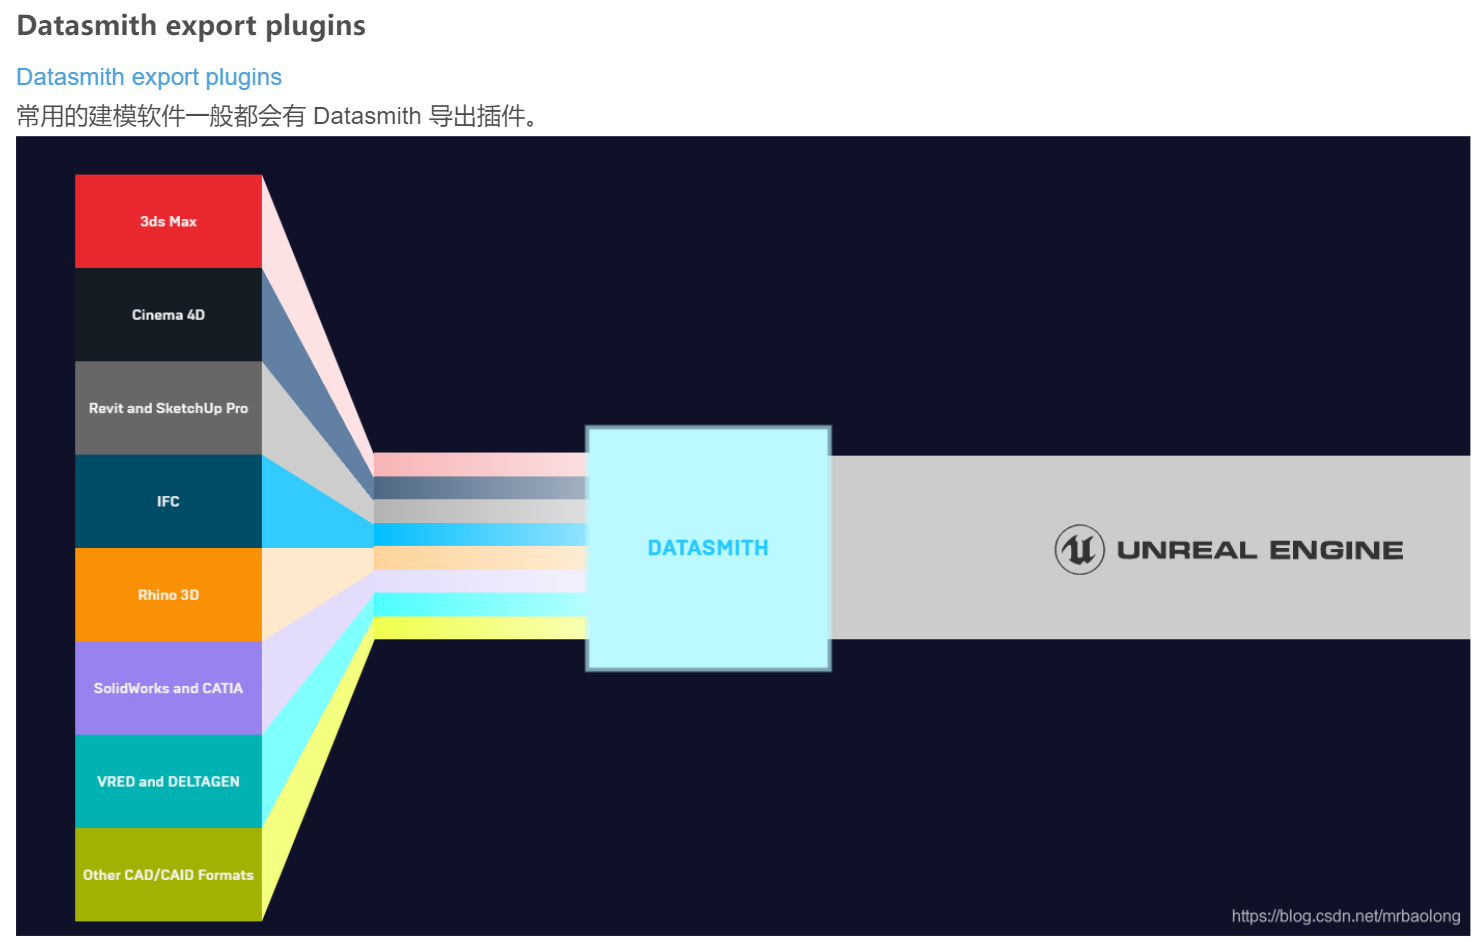 Datasmith export plugins
Datasmith export plugins
常用的建模软件一般都会有 Datasmith 导出插件。
3ds Max
Cinema 4D
Revit and SketchUp Pro
IFC
Rhino 3D
SolidWorks and CATIA
VRED and DELTAGEN
Other CAD/CAID Formats
DATASMITH
UNREAL ENGINE
https://blog.csdn.net/mrbaolong